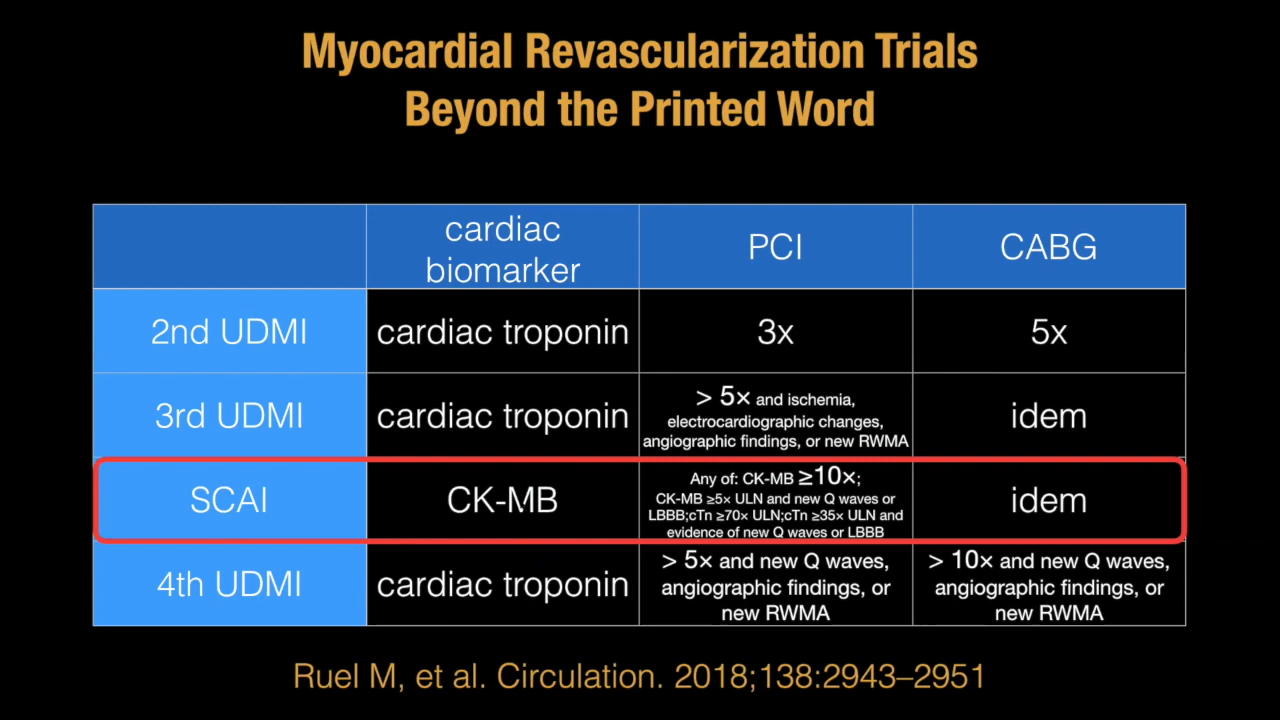 Myocardial Revascularization Trials
Beyond the Printed Word
cardiac
biomarker
PCI
CABG
2nd UDMI
cardiac troponin
3x
5x
3rd UDMI
cardiac troponin
> 5× and ischemia,
electrocardiographic changes,
angiographic findings, or new RWMA
idem
SCAI
CK-MB
Any of: CK-MB ≥10×;
CK-MB ≥5× ULN and new Q waves or
LBBB;cTn ≥70× ULN;cTn ≥35× ULN and
evidence of new Q waves or LBBB
idem
4th UDMI
cardiac troponin
> 5× and new Q waves,
angiographic findings, or
new RWMA
> 10× and new Q waves,
angiographic findings, or
new RWMA
Ruel M, et al. Circulation. 2018;138:2943–2951